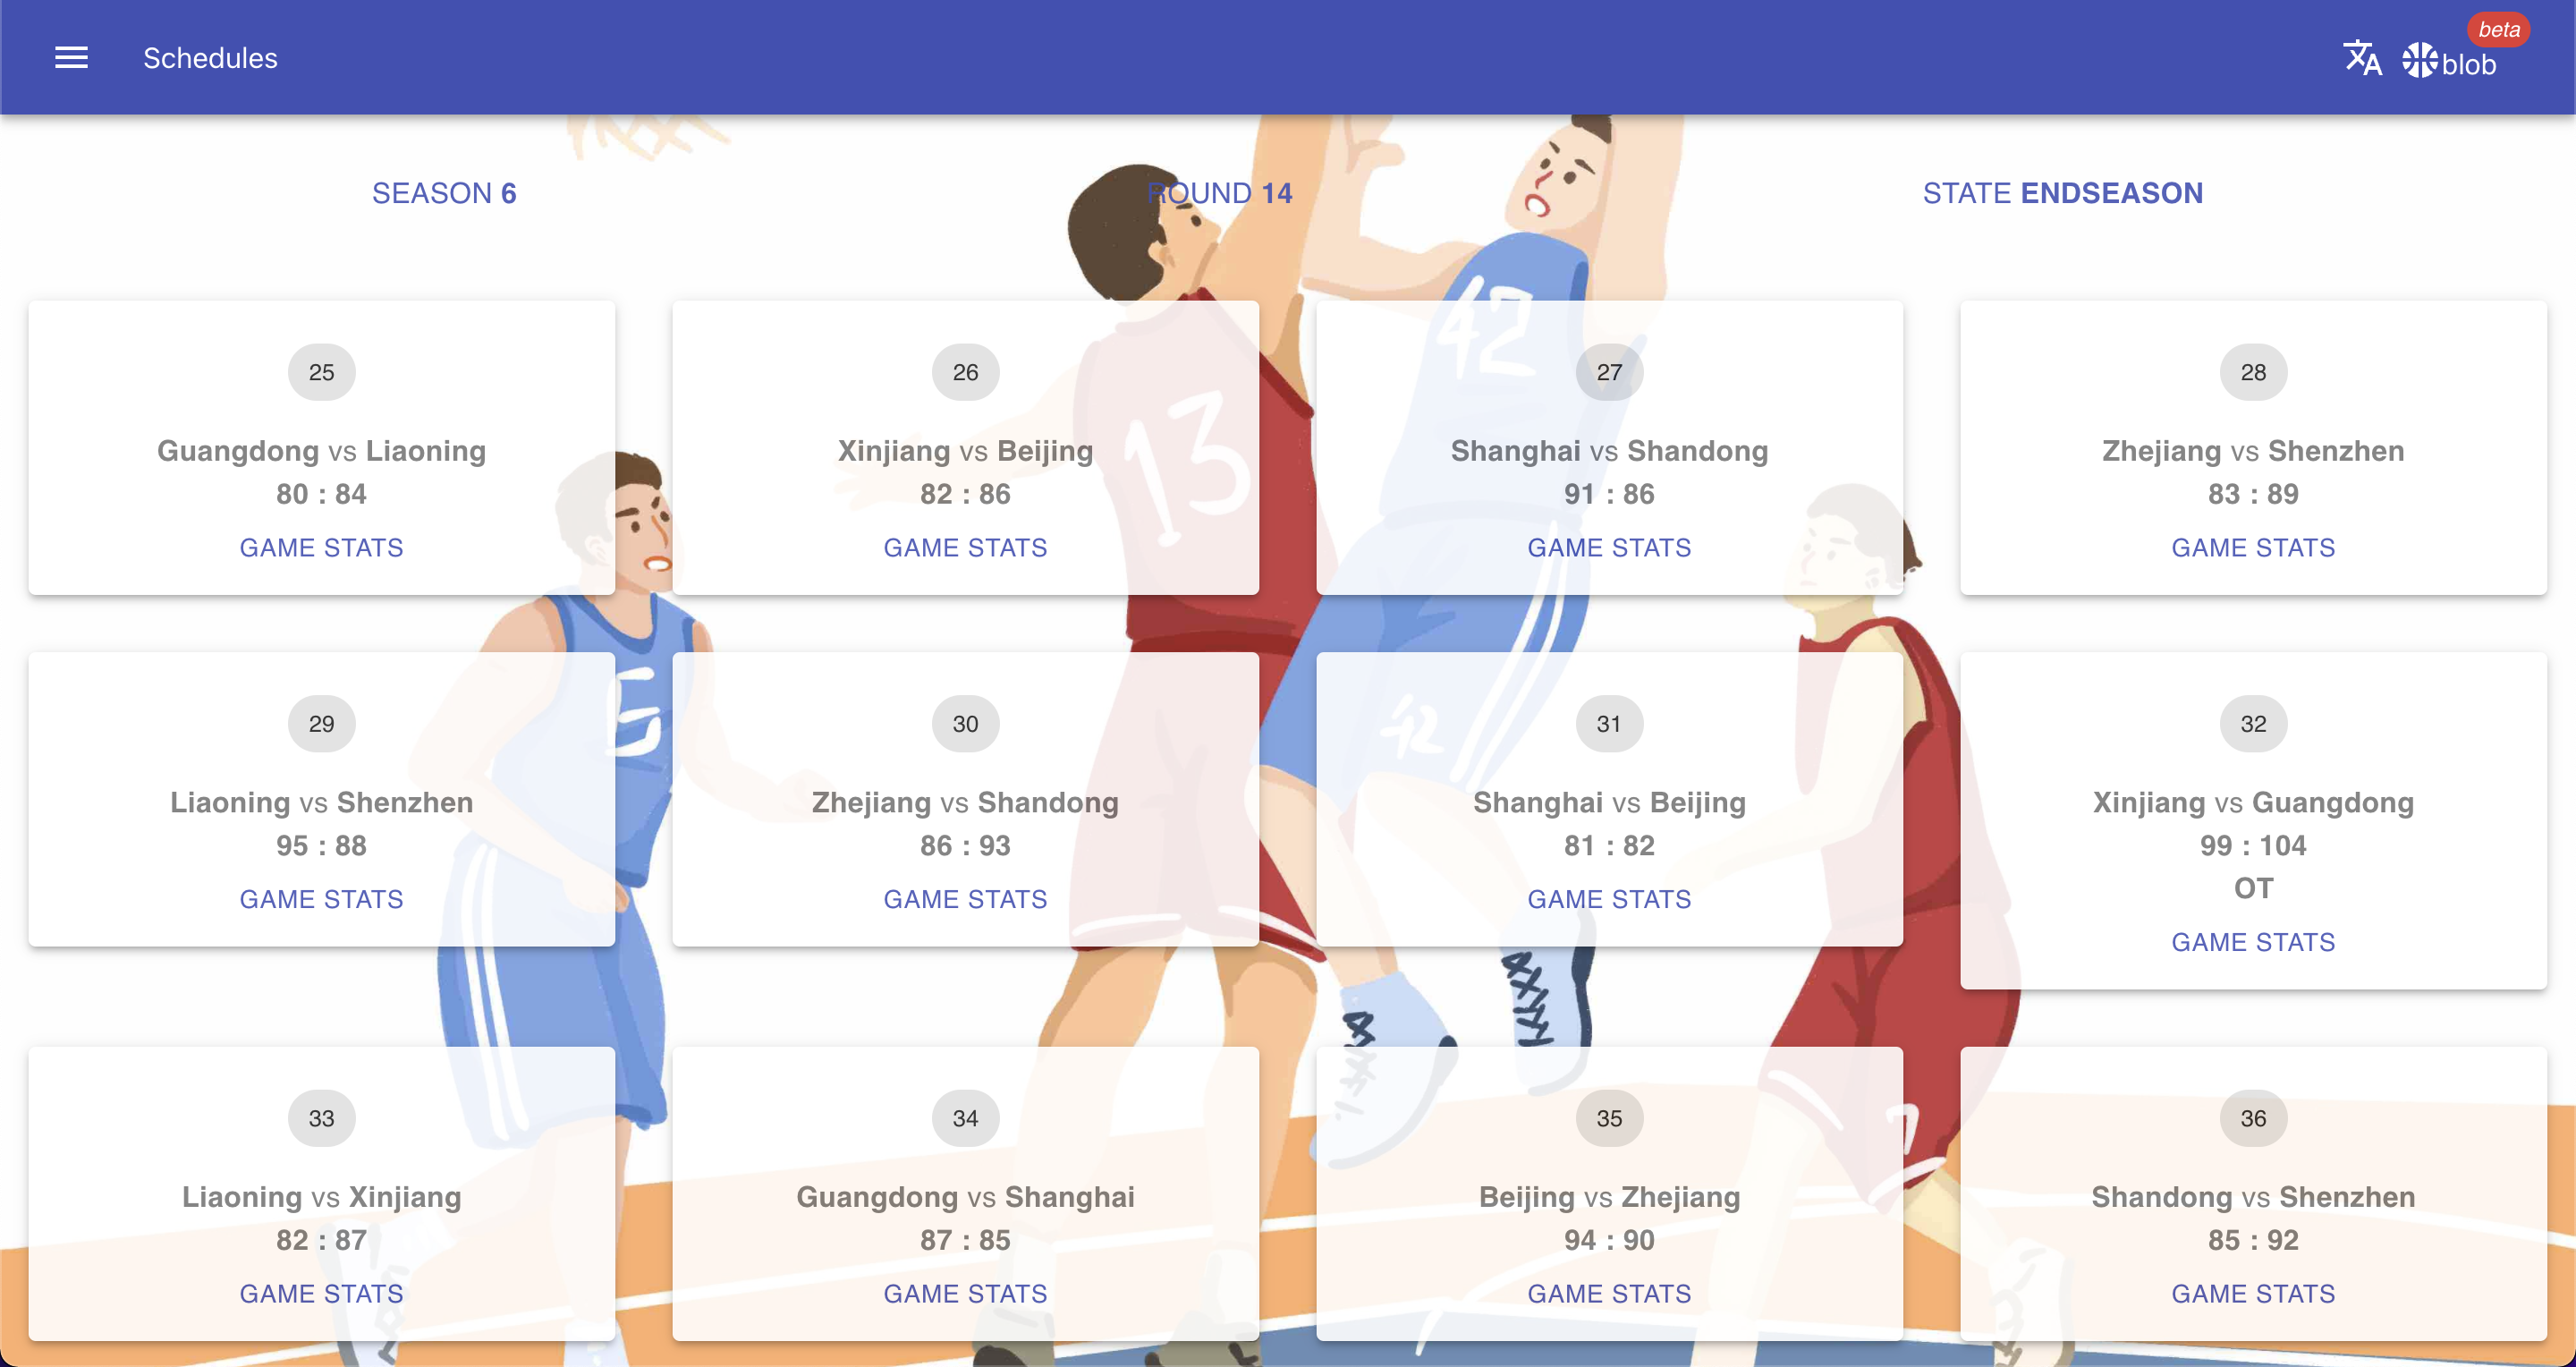 Schedules
beta
blob
SEASON 6
ROUND 14
STATE ENDSEASON
25
Guangdong vs Liaoning
80 : 84
GAME STATS
26
Xinjiang vs Beijing
82 : 86
GAME STATS
27
Shanghai vs Shandong
91 : 86
GAME STATS
28
Zhejiang vs Shenzhen
83 : 89
GAME STATS
29
Liaoning vs Shenzhen
95 : 88
GAME STATS
30
Zhejiang vs Shandong
86 : 93
GAME STATS
31
Shanghai vs Beijing
81 : 82
GAME STATS
32
Xinjiang vs Guangdong
99 : 104
OT
GAME STATS
33
Liaoning vs Xinjiang
82 : 87
GAME STATS
34
Guangdong vs Shanghai
87 : 85
GAME STATS
35
Beijing vs Zhejiang
94 : 90
GAME STATS
36
Shandong vs Shenzhen
85 : 92
GAME STATS
13
42
42
7